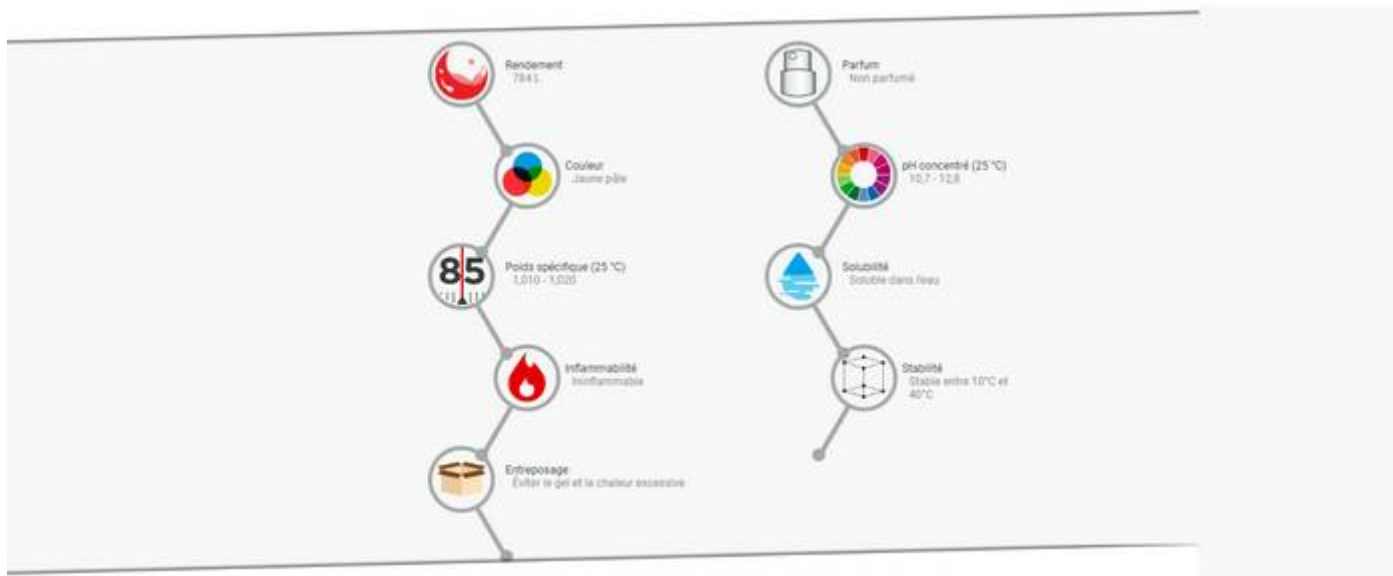 Rendement
784 L
Couleur
Jaune pâle
85
Poids spécifique (25 °C)
1,010 - 1,020
Inflammabilité
Ininflammable
Entreposage
Éviter le gel et la chaleur excessive
Parfum
Non parfumé
pH concentré (25 °C)
10,7 - 12,8
Solubilité
Soluble dans l'eau
Stabilité
Stable entre 10°C et
40°C